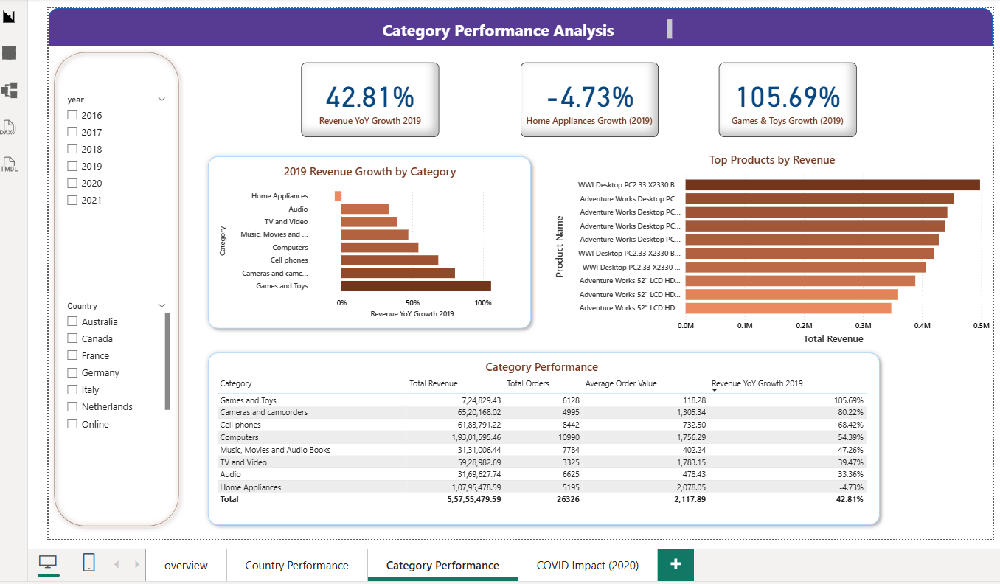 Category Performance Analysis
DAX
TMDL
year
2016
2017
2018
2019
2020
2021
Country
Australia
Canada
France
Germany
Italy
Netherlands
Online
42.81%
Revenue YoY Growth 2019
-4.73%
Home Appliances Growth (2019)
105.69%
Games & Toys Growth (2019)
2019 Revenue Growth by Category
Category
Home Appliances
Audio
TV and Video
Music, Movies and ...
Computers
Cell phones
Cameras and camc...
Games and Toys
0% 50% 100%
Revenue YoY Growth 2019
Top Products by Revenue
Product Name
WWI Desktop PC2.33 X2330 B...
Adventure Works Desktop PC...
Adventure Works Desktop PC...
Adventure Works Desktop PC...
Adventure Works Desktop PC...
WWI Desktop PC2.33 X2330 B...
WWI Desktop PC2.33 X2330 ...
Adventure Works 52" LCD HD...
Adventure Works 52" LCD HD...
Adventure Works 52" LCD HD...
0.0M 0.1M 0.2M 0.3M 0.4M 0.5M
Total Revenue
Category Performance
Category Total Revenue Total Orders Average Order Value Revenue YoY Growth 2019
Games and Toys 7,24,829.43 6128 118.28 105.69%
Cameras and camcorders 65,20,168.02 4995 1,305.34 80.22%
Cell phones 61,83,791.22 8442 732.50 68.42%
Computers 1,93,01,595.46 10990 1,756.29 54.39%
Music, Movies and Audio Books 31,31,006.44 7784 402.24 47.26%
TV and Video 59,28,982.69 3325 1,783.15 39.47%
Audio 31,69,627.74 6625 478.43 33.36%
Home Appliances 1,07,95,478.59 5195 2,078.05 -4.73%
Total 5,57,55,479.59 26326 2,117.89 42.81%
overview Country Performance Category Performance COVID Impact (2020) +